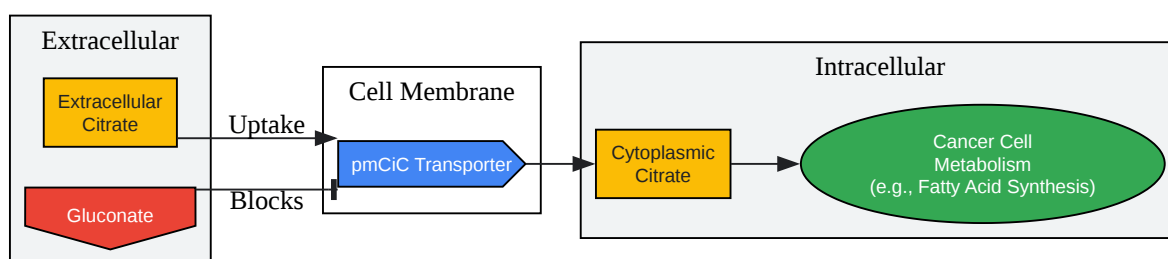 Extracellular
Extracellular
Citrate
Gluconate
Uptake
Blocks
Cell Membrane
pmCiC Transporter
Intracellular
Cytoplasmic
Citrate
Cancer Cell
Metabolism
(e.g., Fatty Acid Synthesis)